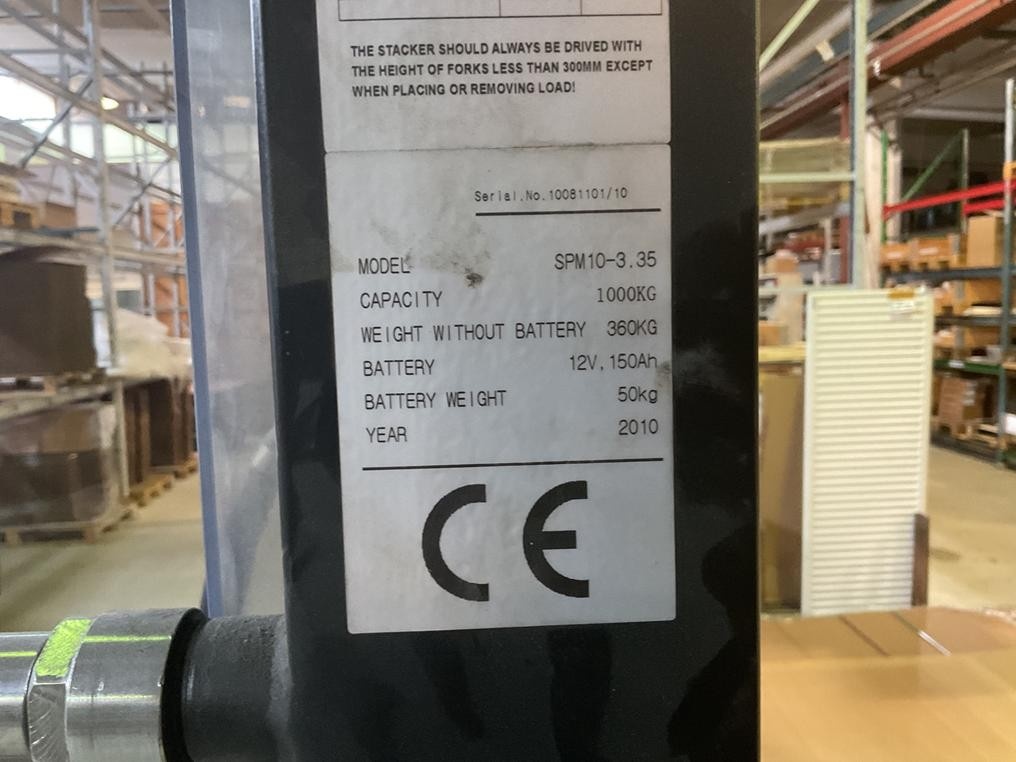 THE STACKER SHOULD ALWAYS BE DRIVED WITH
THE HEIGHT OF FORKS LESS THAN 300MM EXCEPT
WHEN PLACING OR REMOVING LOAD!
Serial.No.10081101/10
MODEL SPM10-3.35
CAPACITY 1000KG
WEIGHT WITHOUT BATTERY 360KG
BATTERY 12V,150Ah
BATTERY WEIGHT 50kg
YEAR 2010
CE